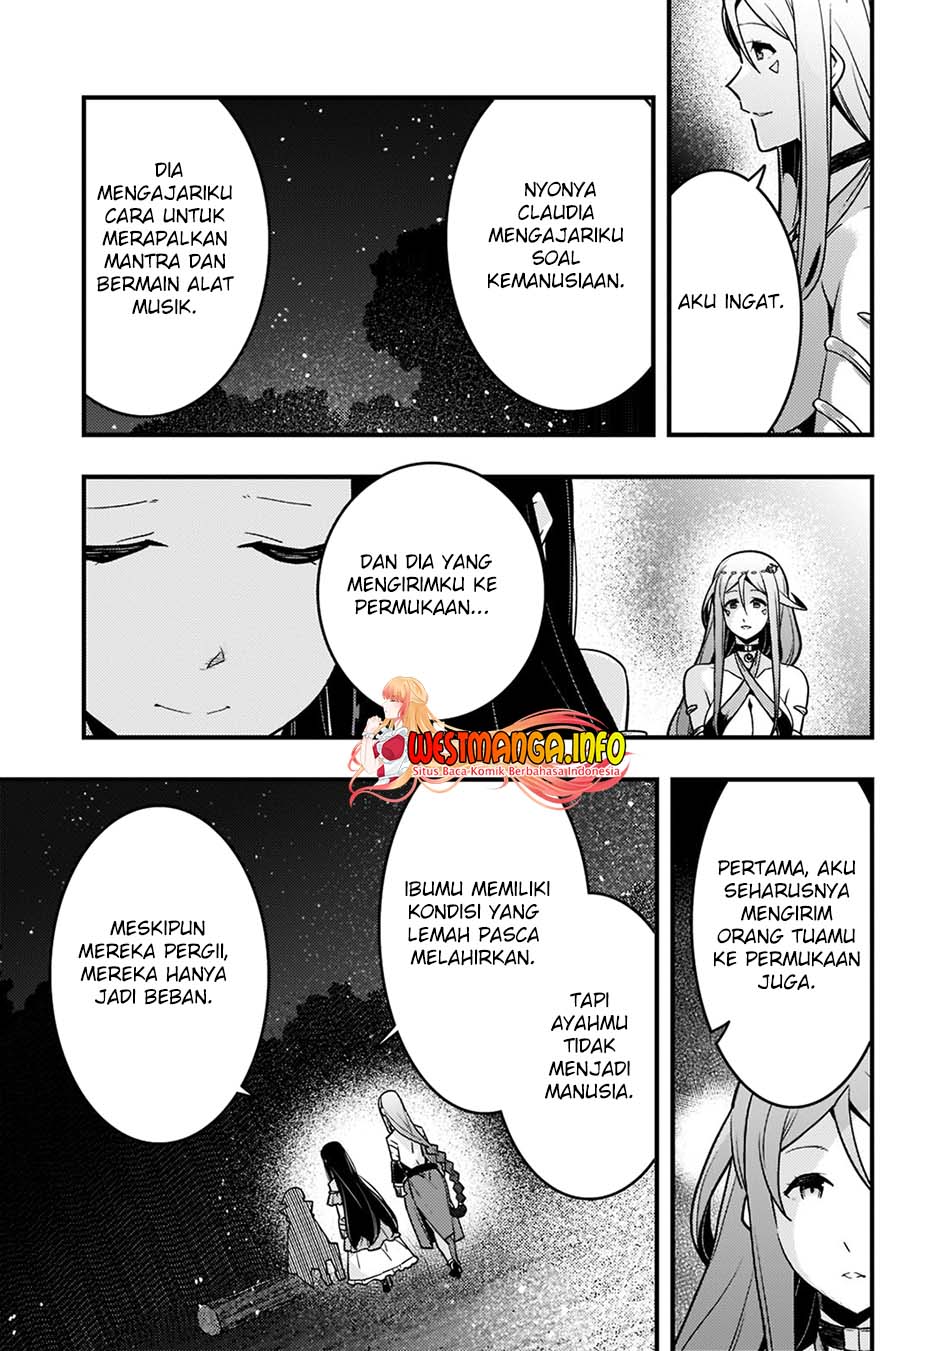 AKU INGAT.
NYONYA
CLAUDIA
MENGAJARIKU
SOAL
KEMANUSIAAN.
DIA
MENGAJARIKU
CARA UNTUK
MERAPALKAN
MANTRA DAN
BERMAIN ALAT
MUSIK.
DAN DIA YANG
MENGIRIMKU KE
PERMUKAAN...
WESTMANGA.INFO
Situs Baca Komik Berbahasa Indonesia
PERTAMA, AKU
SEHARUSNYA
MENGIRIM
ORANG TUAMU
KE PERMUKAAN
JUGA.
TAPI
AYAHMU
TIDAK
MENJADI
MANUSIA.
IBUMU MEMILIKI
KONDISI YANG
LEMAH PASCA
MELAHIRKAN.
MESKIPUN
MEREKA PERGII,
MEREKA HANYA
JADI BEBAN.